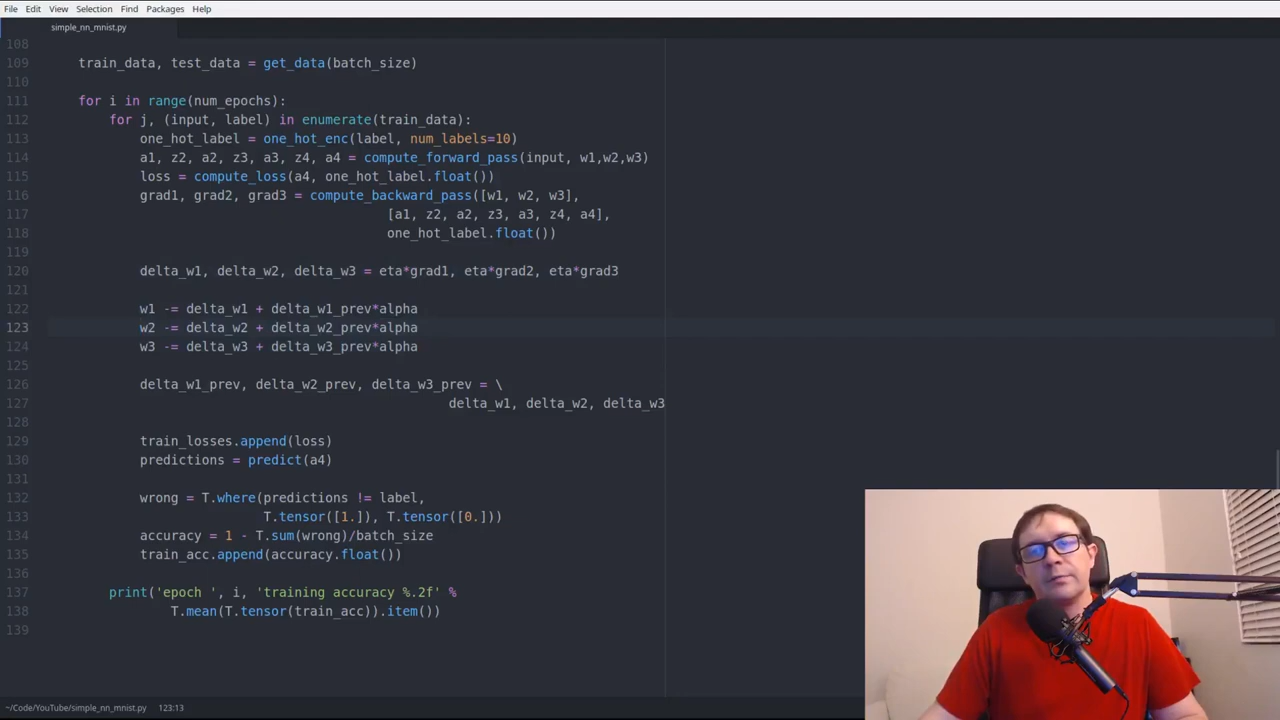 File Edit View Selection Find Packages Help
simple_nn_mnist.py
108
109 train_data, test_data = get_data(batch_size)
110
111 for i in range(num_epochs):
112 for j, (input, label) in enumerate(train_data):
113 one_hot_label = one_hot_enc(label, num_labels=10)
114 a1, z2, a2, z3, a3, z4, a4 = compute_forward_pass(input, w1,w2,w3)
115 loss = compute_loss(a4, one_hot_label.float())
116 grad1, grad2, grad3 = compute_backward_pass([w1, w2, w3],
117 [a1, z2, a2, z3, a3, z4, a4],
118 one_hot_label.float())
119
120 delta_w1, delta_w2, delta_w3 = eta*grad1, eta*grad2, eta*grad3
121
122 w1 -= delta_w1 + delta_w1_prev*alpha
123 w2 -= delta_w2 + delta_w2_prev*alpha
124 w3 -= delta_w3 + delta_w3_prev*alpha
125
126 delta_w1_prev, delta_w2_prev, delta_w3_prev = \
127 delta_w1, delta_w2, delta_w3
128
129 train_losses.append(loss)
130 predictions = predict(a4)
131
132 wrong = T.where(predictions != label,
133 T.tensor([1.]), T.tensor([0.]))
134 accuracy = 1 - T.sum(wrong)/batch_size
135 train_acc.append(accuracy.float())
136
137 print('epoch ', i, 'training accuracy %.2f' %
138 T.mean(T.tensor(train_acc)).item())
139
~/Code/YouTube/simple_nn_mnist.py 123:13